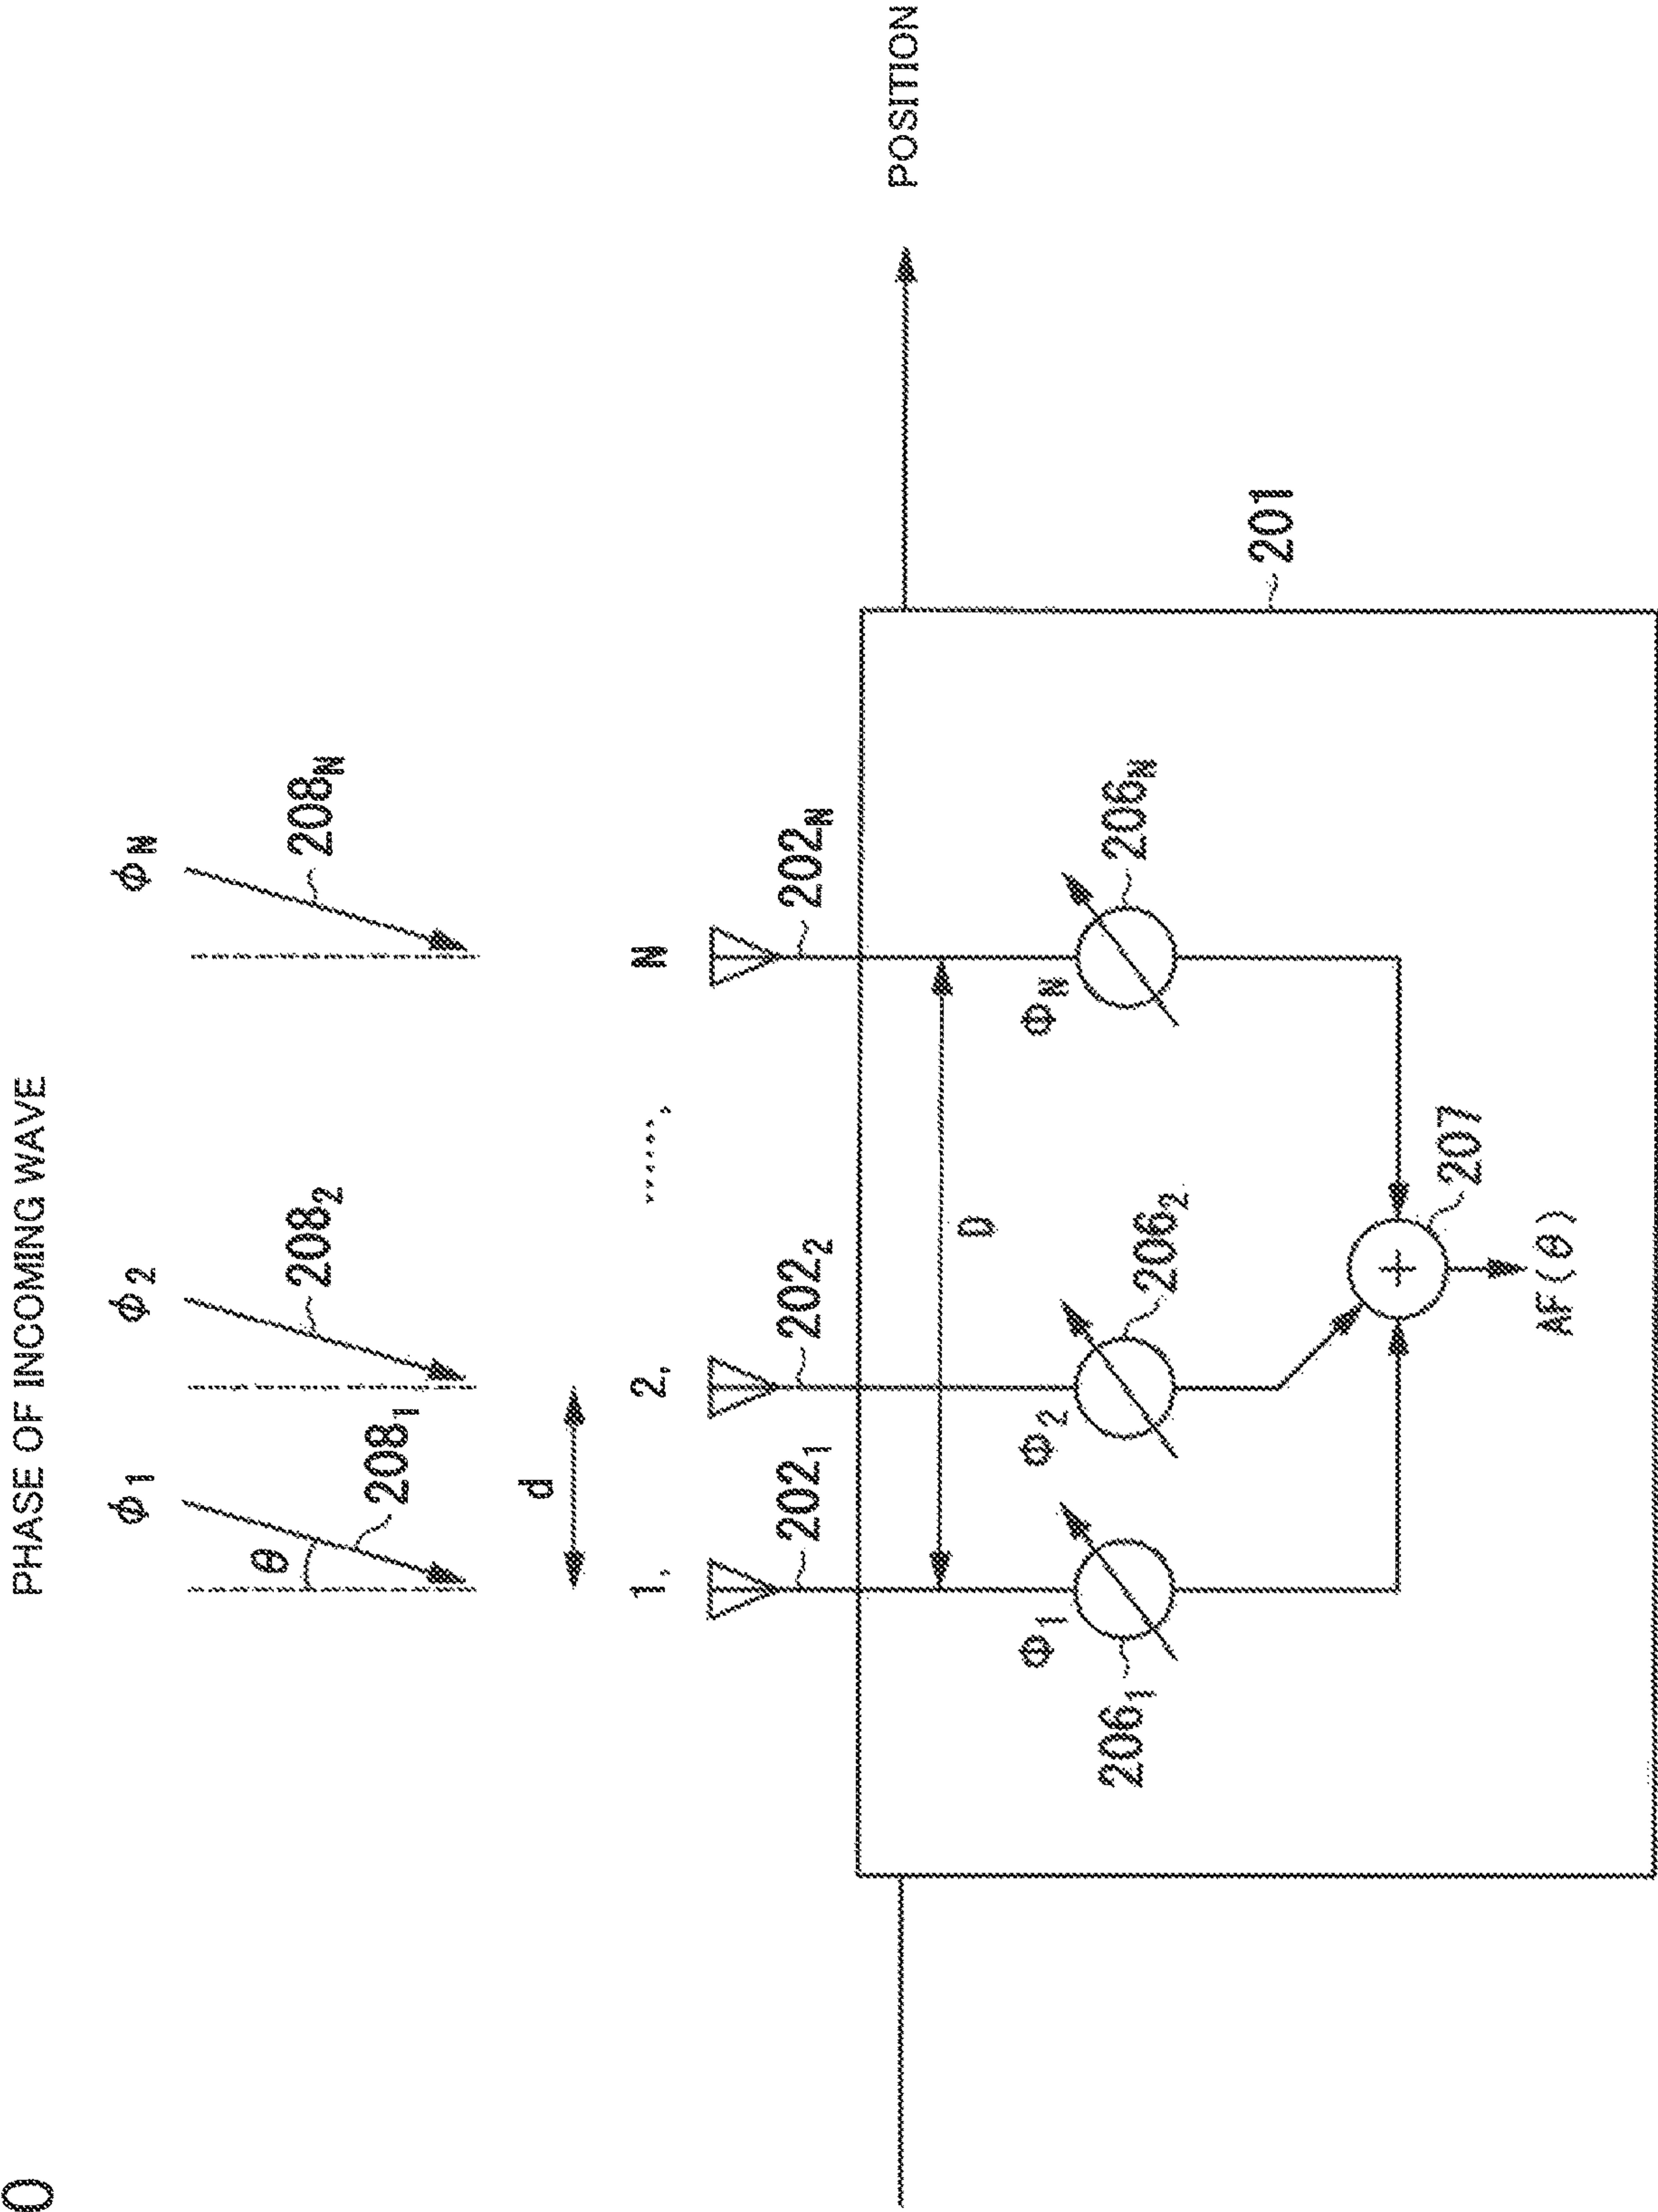 0
PHASE OF INCOMING WAVE
ϕ1
ϕ2
ϕN
θ
208₁
208₂
208N
d
1,
2,
……,
N
202₁
202₂
202N
POSITION
D
Φ1
Φ2
ΦN
206₁
206₂
206N
201
207
AF(θ)